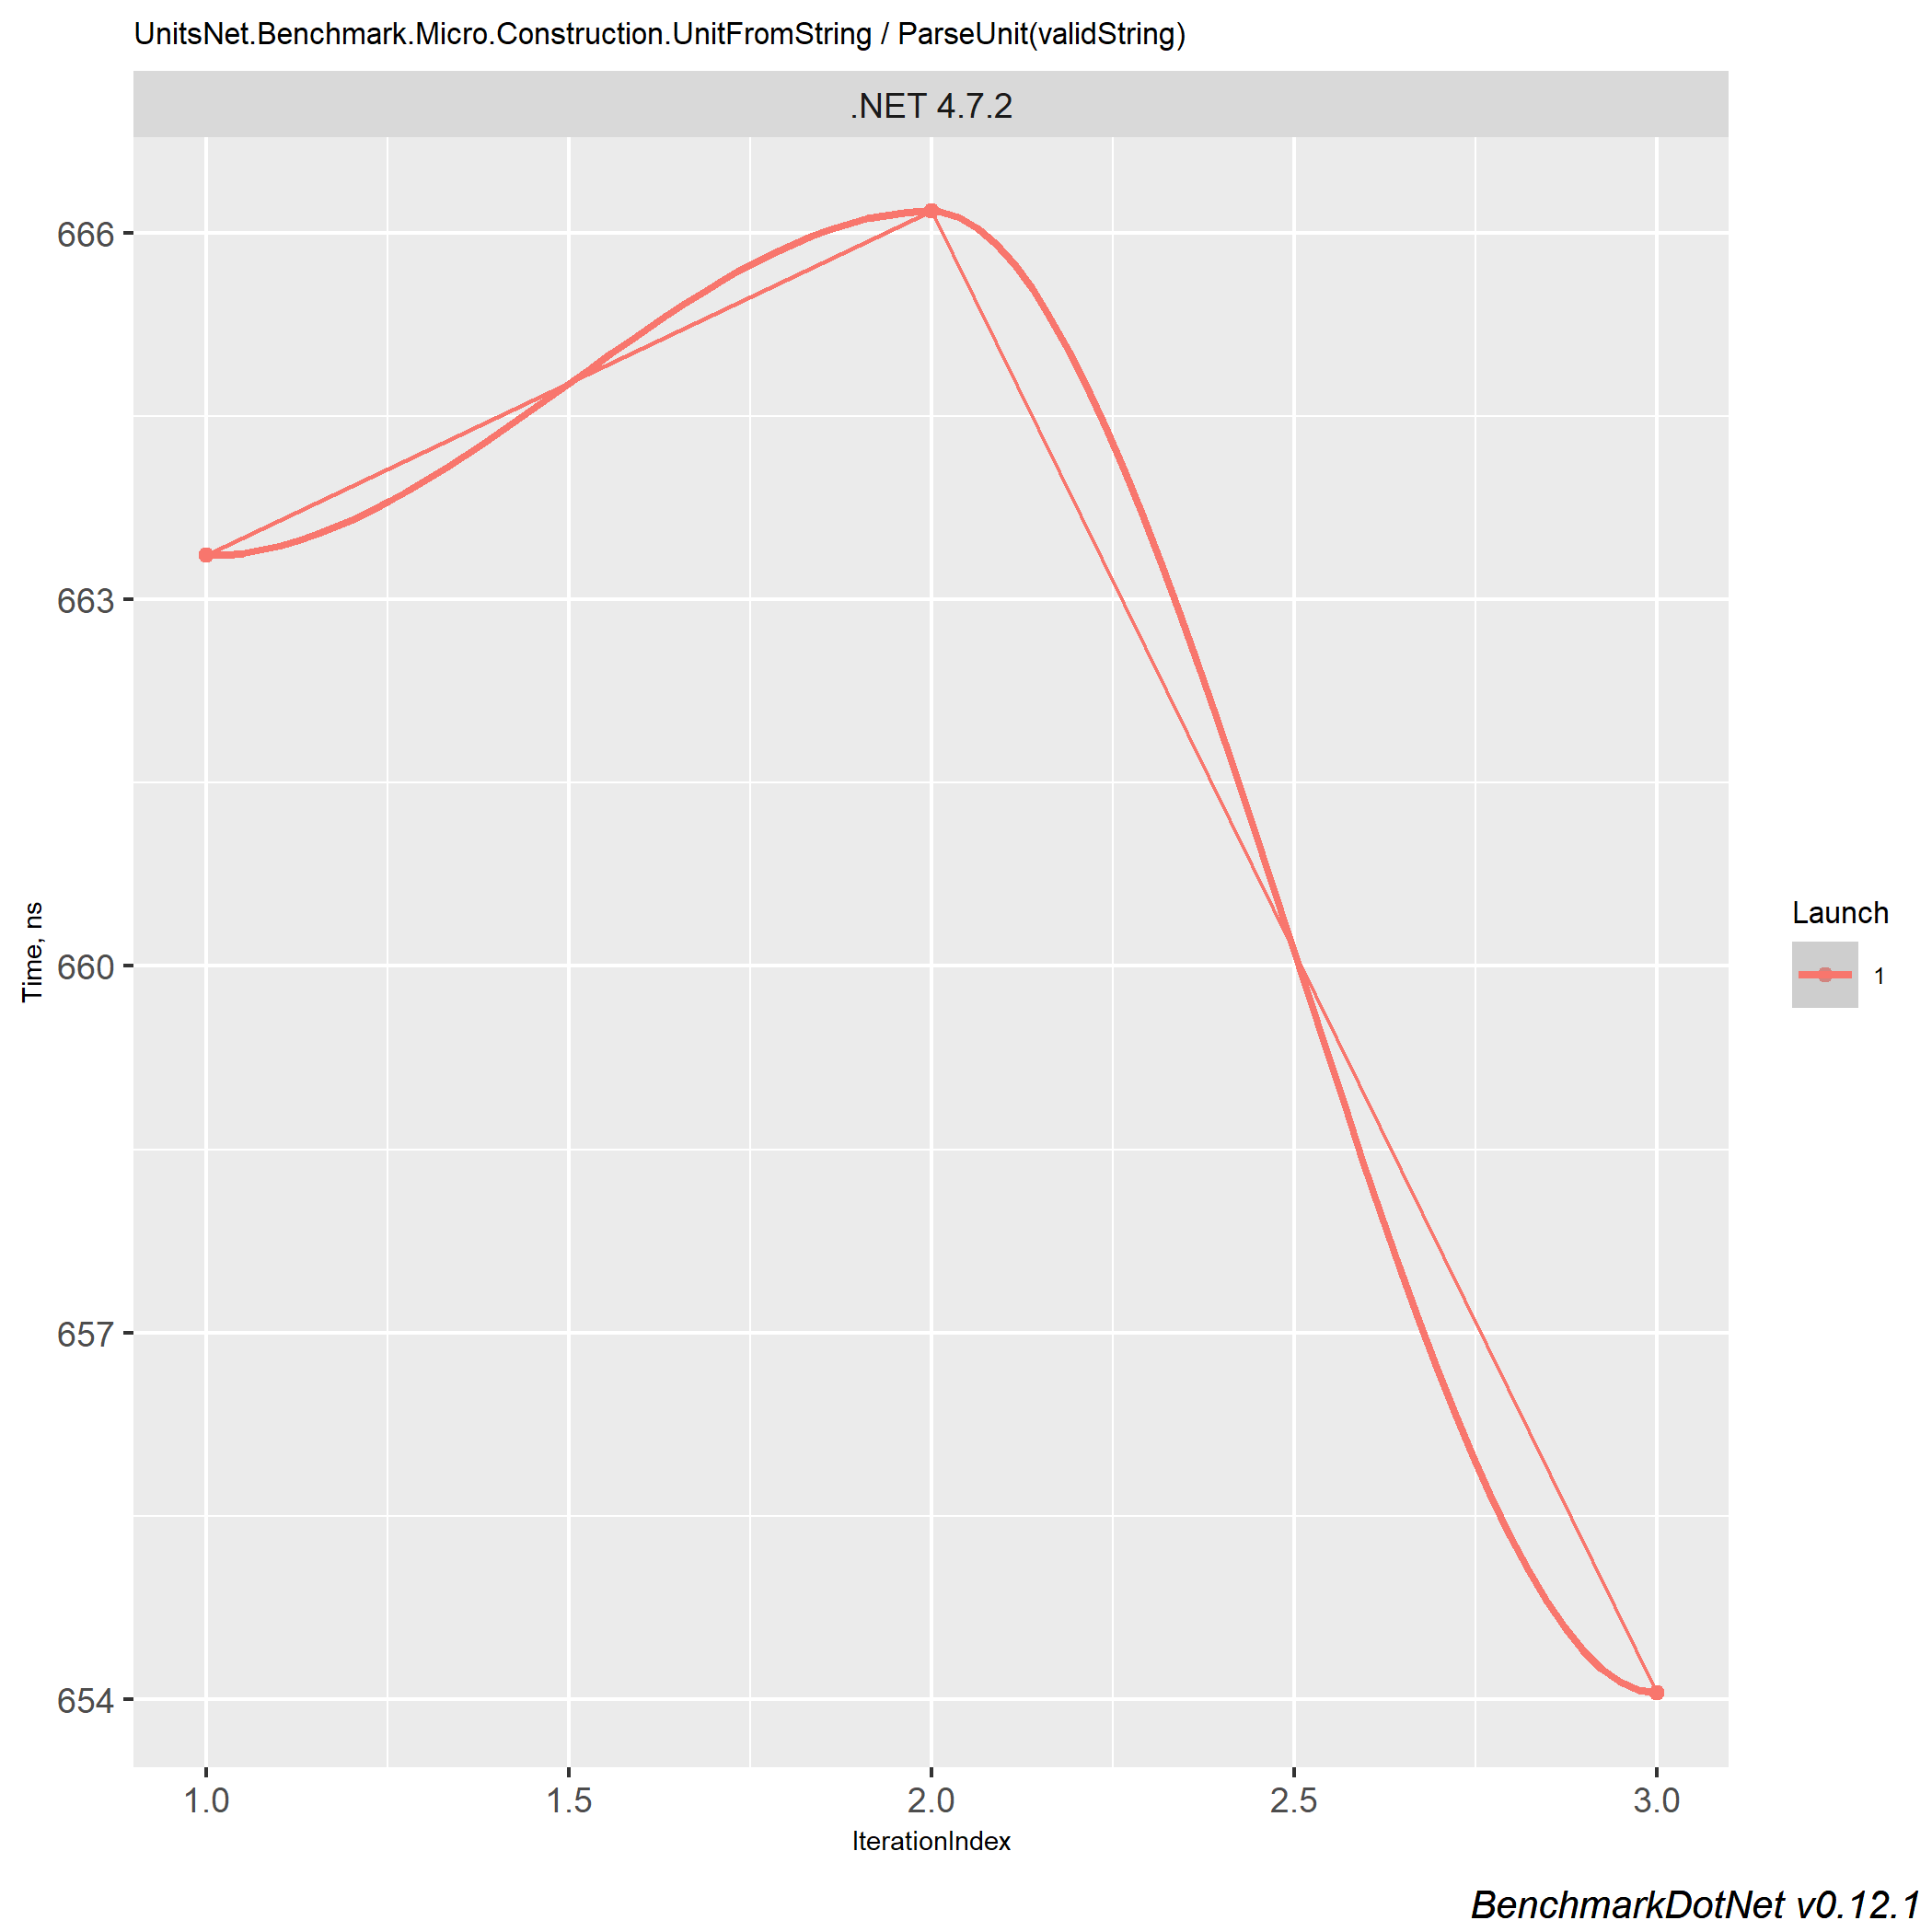 UnitsNet.Benchmark.Micro.Construction.UnitFromString / ParseUnit(validString)
.NET 4.7.2
666
663
660
657
654
Time, ns
1.0 1.5 2.0 2.5 3.0
IterationIndex
Launch
1
BenchmarkDotNet v0.12.1